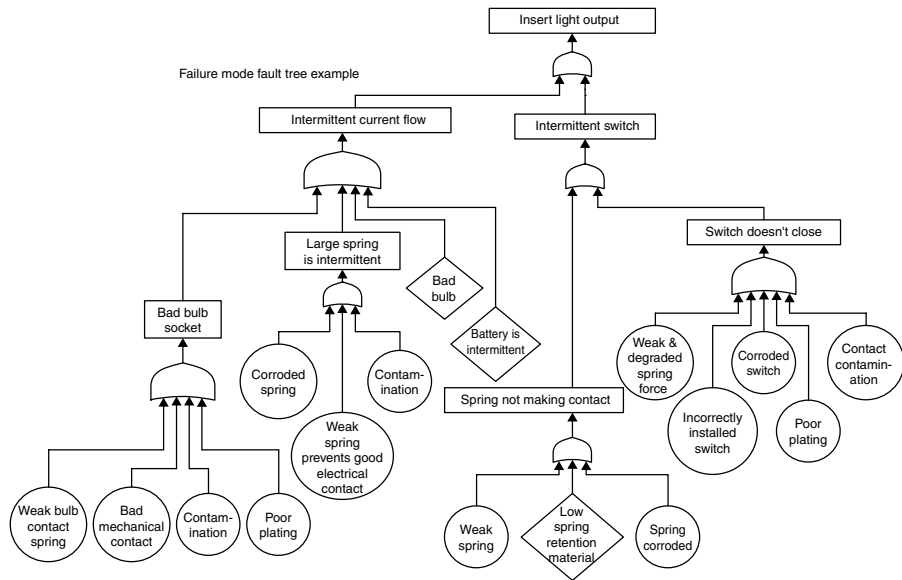 Insert light output
Failure mode fault tree example
Intermittent current flow
Intermittent switch
Large spring
is intermittent
Switch doesn't close
Bad
bulb
Bad bulb
socket
Battery is
intermittent
Weak &
degraded
spring
force
Corroded
switch
Contact
contamin-
ation
Corroded
spring
Contam-
ination
Spring not making contact
Incorrectly
installed
switch
Poor
plating
Weak
spring
prevents good
electrical
contact
Weak bulb
contact
spring
Bad
mechanical
contact
Contam-
ination
Poor
plating
Weak
spring
Low
spring
retention
material
Spring
corroded